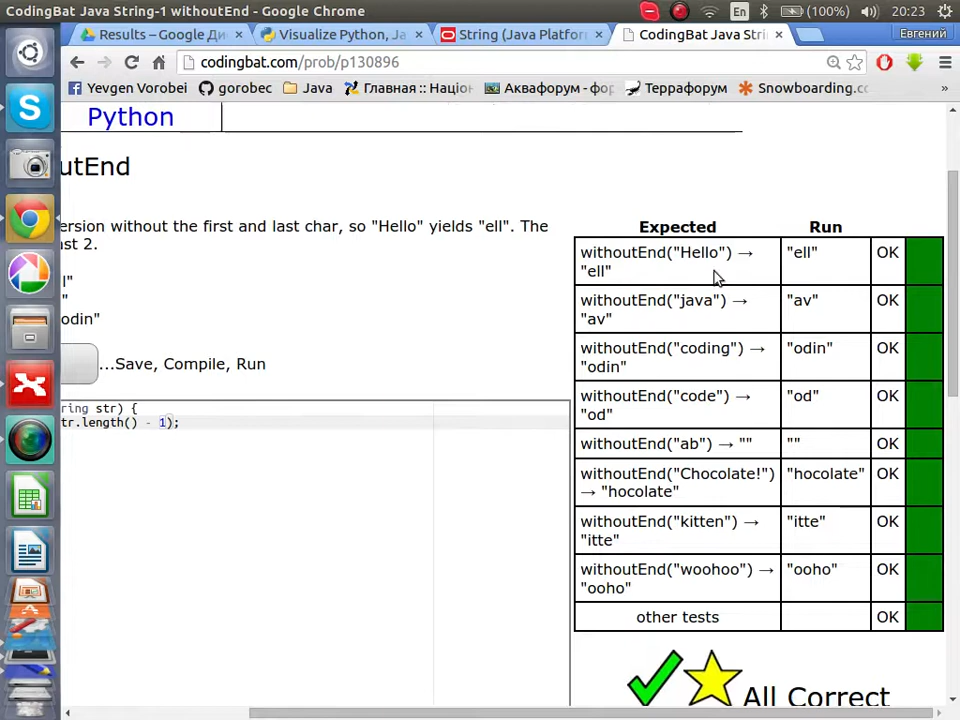 CodingBat Java String-1 withoutEnd - Google Chrome
En (100%) 20:23
Results – Google Ди
Visualize Python, Ja
String (Java Platfor
CodingBat Java Stri
Евгений
codingbat.com/prob/p130896
Yevgen Vorobei
gorobec
Java
Главная :: Націо
Аквафорум - фор
Террафорум
Snowboarding.co
»
Python
utEnd
ersion without the first and last char, so "Hello" yields "ell". The
st 2.
l"
"
odin"
...Save, Compile, Run
ring str) {
tr.length() - 1);
Expected Run
withoutEnd("Hello") →
"ell" "ell" OK
withoutEnd("java") →
"av" "av" OK
withoutEnd("coding") →
"odin" "odin" OK
withoutEnd("code") →
"od" "od" OK
withoutEnd("ab") → "" "" OK
withoutEnd("Chocolate!")
→ "hocolate" "hocolate" OK
withoutEnd("kitten") →
"itte" "itte" OK
withoutEnd("woohoo") →
"ooho" "ooho" OK
other tests OK
All Correct